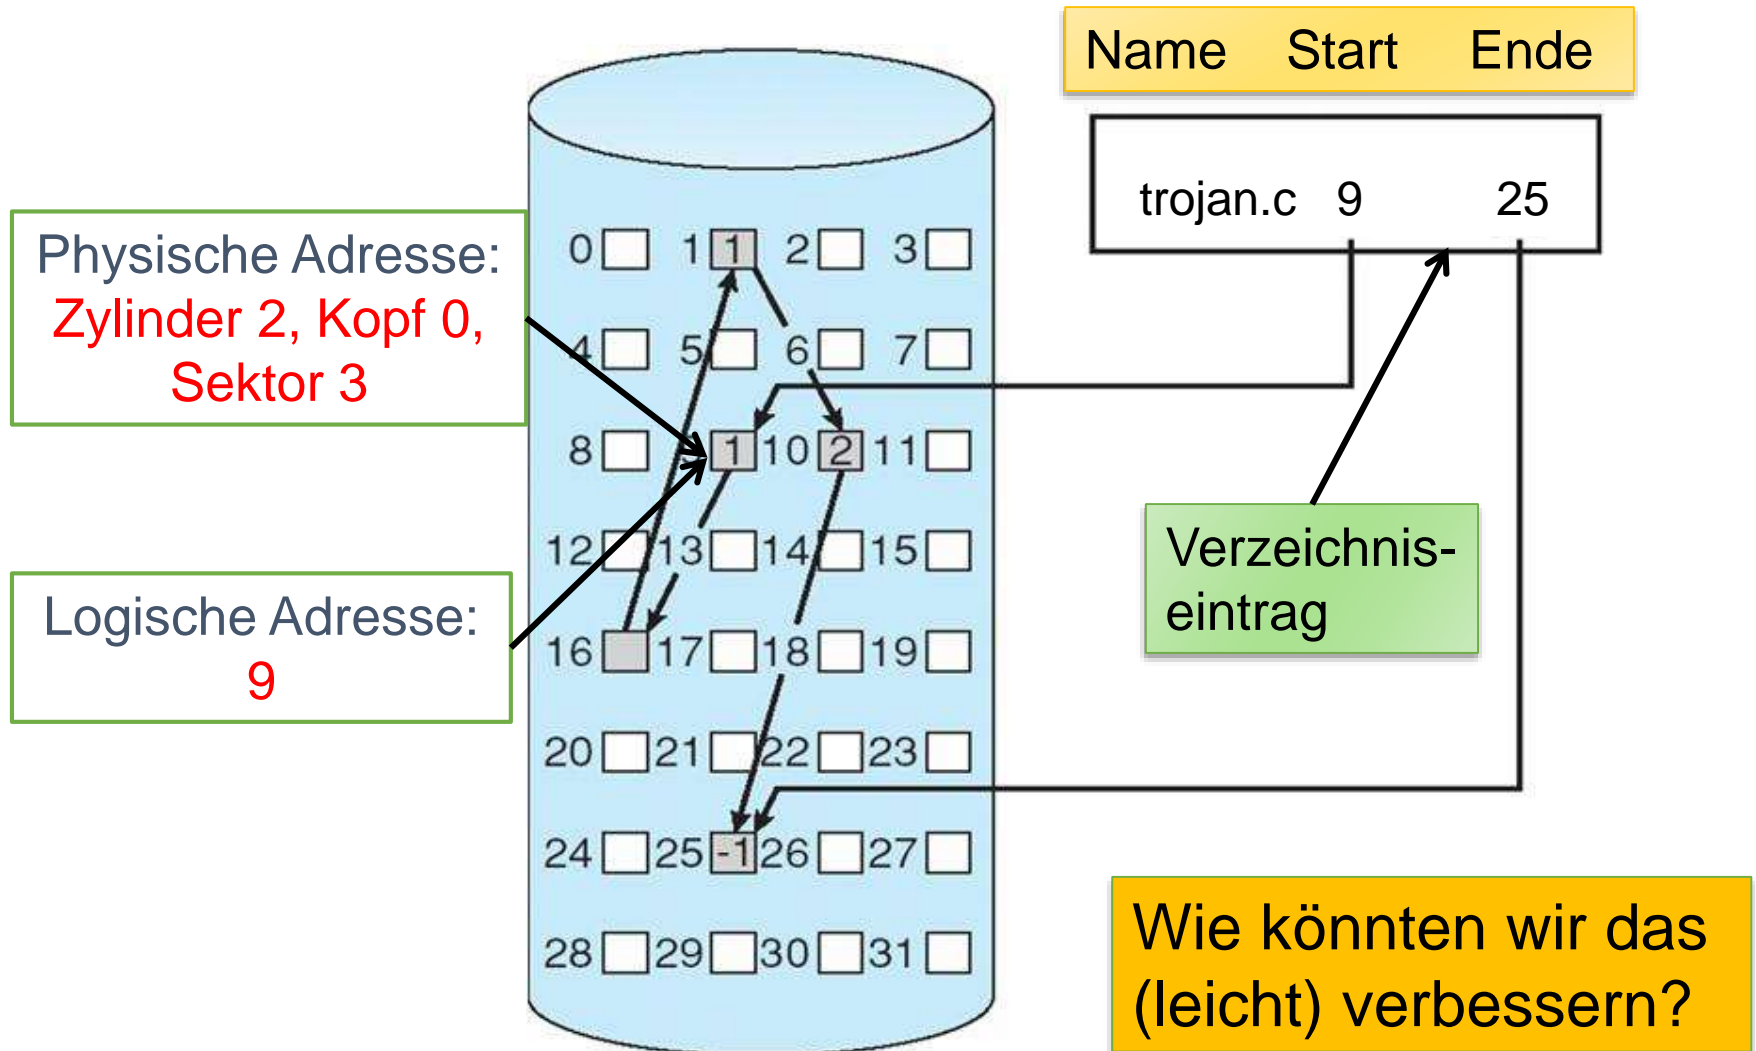 Name Start Ende
trojan.c 9 25
Physische Adresse:
Zylinder 2, Kopf 0,
Sektor 3
Logische Adresse:
9
0 1 1 2 3
4 5 6 7
8 1 10 2 11
12 13 14 15
16 17 18 19
20 21 22 23
24 25 -1 26 27
28 29 30 31
Verzeichnis-
eintrag
Wie könnten wir das
(leicht) verbessern?